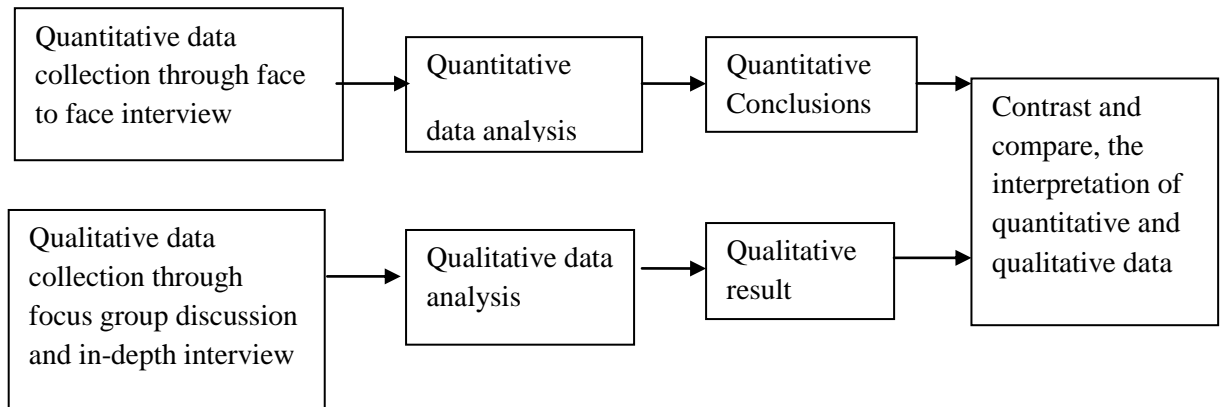 Quantitative data
collection through face
to face interview
Quantitative
data analysis
Quantitative
Conclusions
Contrast and
compare, the
interpretation of
quantitative and
qualitative data
Qualitative data
collection through
focus group discussion
and in-depth interview
Qualitative data
analysis
Qualitative
result